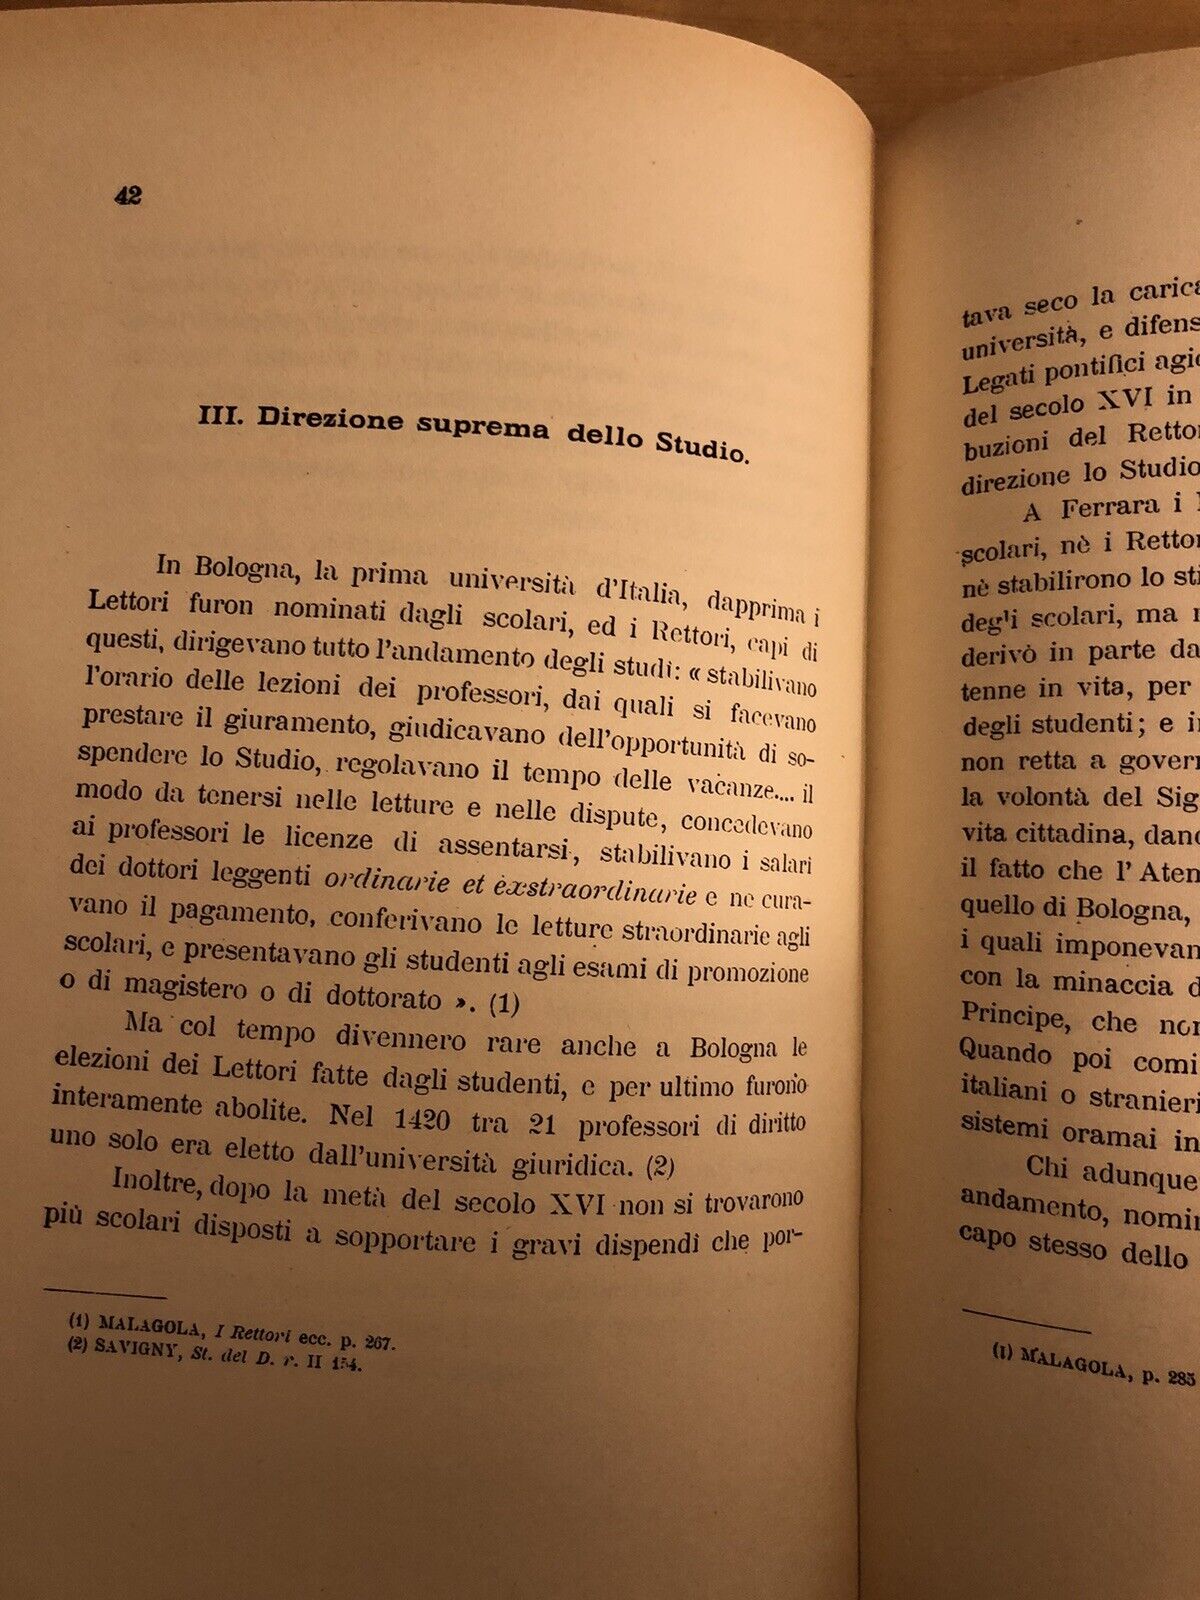 42
III. Direzione suprema dello Studio.
In Bologna, la prima università d'Italia, dapprima i
Lettori furon nominati dagli scolari, ed i Rettori, capi di
questi, dirigevano tutto l'andamento degli studî: « stabilivano
l'orario delle lezioni dei professori, dai quali si facevano
prestare il giuramento, giudicavano dell'opportunità di so-
spendere lo Studio, regolavano il tempo delle vacanze.... il
modo da tenersi nelle letture e nelle dispute, concedevano
ai professori le licenze di assentarsi, stabilivano i salari
dei dottori leggenti ordinarie et èxstraordinarie e ne cura-
vano il pagamento, conferivano le letture straordinarie agli
scolari, e presentavano gli studenti agli esami di promozione
o di magistero o di dottorato ». (1)
Ma col tempo divennero rare anche a Bologna le
elezioni dei Lettori fatte dagli studenti, e per ultimo furono
interamente abolite. Nel 1420 tra 21 professori di diritto
uno solo era eletto dall'università giuridica. (2)
Inoltre, dopo la metà del secolo XVI non si trovarono
più scolari disposti a sopportare i gravi dispendî che por-
(1) MALAGOLA, I Rettori ecc. p. 267.
(2) SAVIGNY, St. del D. r. II 154.
tava seco la carica
università, e difens
Legati pontifici agi
del secolo XVI in
buzioni del Retto
direzione lo Studio
A Ferrara i
scolari, nè i Retto
nè stabilirono lo sti
degli scolari, ma
derivò in parte da
tenne in vita, per
degli studenti; e i
non retta a govern
la volontà del Sig
vita cittadina, dan
il fatto che l'Aten
quello di Bologna,
i quali imponevan
con la minaccia d
Principe, che non
Quando poi comi
italiani o stranieri
sistemi oramai in
Chi adunque
andamento, nomin
capo stesso dello
(1) MALAGOLA, p. 285